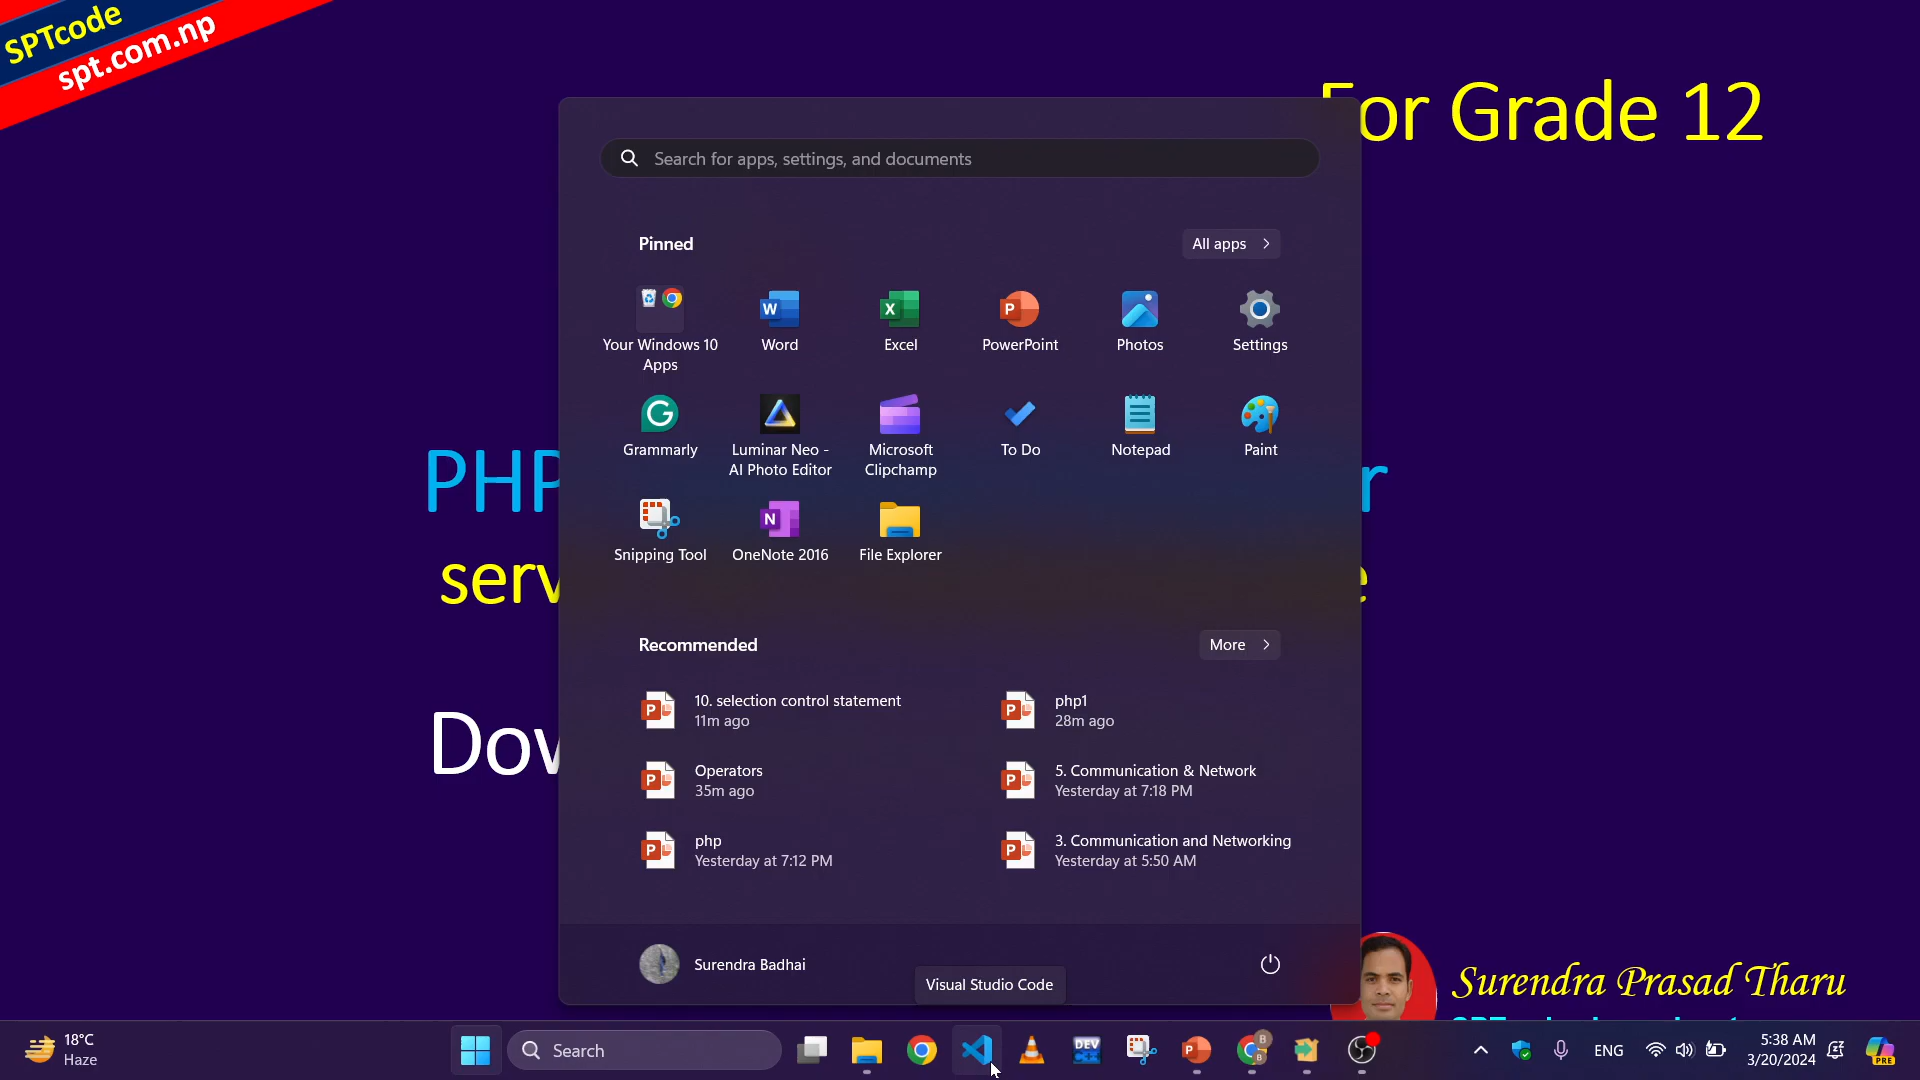 SPTcode
spt.com.np
For Grade 12
Search for apps, settings, and documents
Pinned
All apps
Your Windows 10 Apps
Word
Excel
PowerPoint
Photos
Settings
Grammarly
Luminar Neo - AI Photo Editor
Microsoft Clipchamp
To Do
Notepad
Paint
Snipping Tool
OneNote 2016
File Explorer
PHP
Recommended
More
10. selection control statement
11m ago
php1
28m ago
Operators
35m ago
5. Communication & Network
Yesterday at 7:18 PM
php
Yesterday at 7:12 PM
3. Communication and Networking
Yesterday at 5:50 AM
Surendra Badhai
Visual Studio Code
Surendra Prasad Tharu
18°C
Haze
Search
DEV
ENG
5:38 AM
3/20/2024
PRE